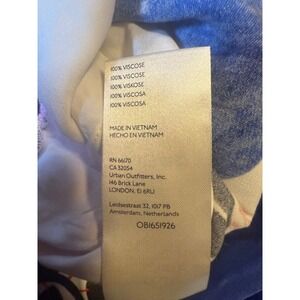 100% VISCOSE
100% VISCOSE
100% VISKOSE
100% VISCOSA
100% VISCOSA
MADE IN VIETNAM
HECHO EN VIETNAM
RN 66170
CA 32054
Urban Outfitters, Inc.
146 Brick Lane
LONDON, E1 6RU
Leidsestraat 32, 1017 PB
Amsterdam, Netherlands
OB1651926